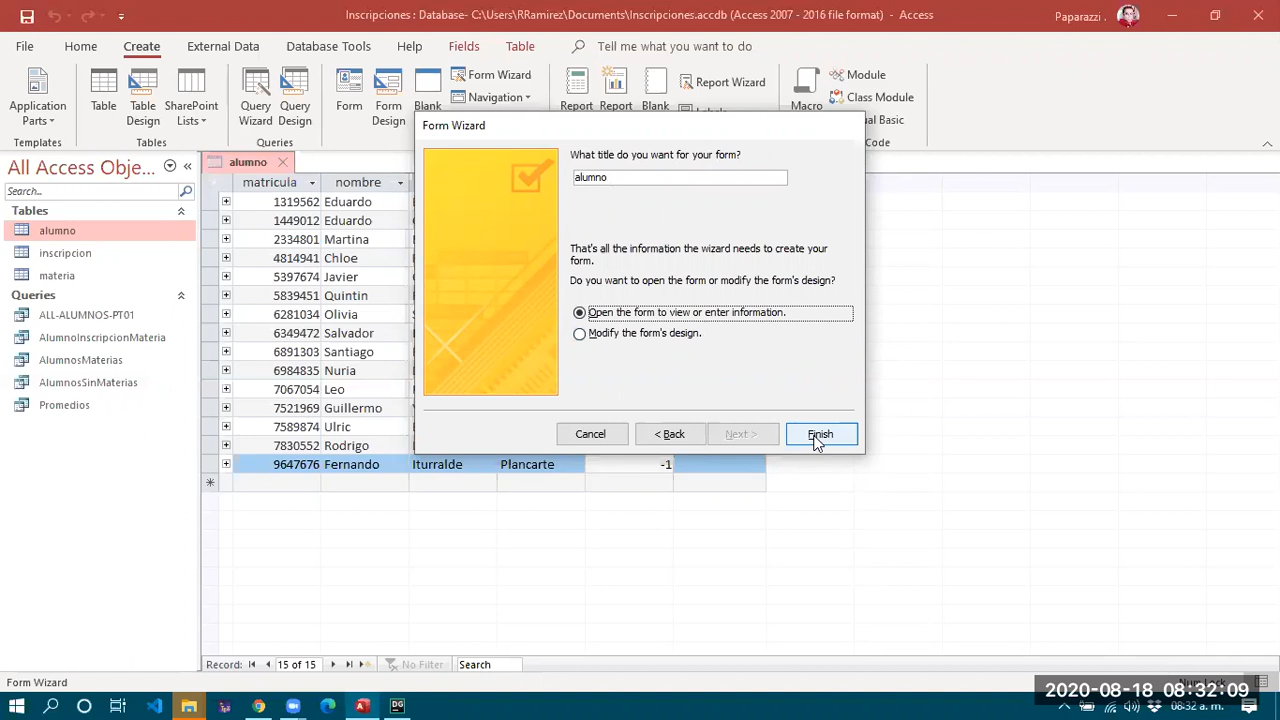 Inscripciones : Database- C:\Users\RRamirez\Documents\Inscripciones.accdb (Access 2007 - 2016 file format) - Access
Paparazzi .
File Home Create External Data Database Tools Help Fields Table Tell me what you want to do
Application Parts
Table
Table Design
SharePoint Lists
Query Wizard
Query Design
Form
Form Design
Blank
Form Wizard
Navigation
Report
Report
Blank
Report Wizard
Macro
Module
Class Module
Templates
Queries
Form Wizard
What title do you want for your form?
alumno
That's all the information the wizard needs to create your
form.
Do you want to open the form or modify the form's design?
Open the form to view or enter information.
Modify the form's design.
Cancel < Back Next > Finish
All Access Obje...
Search...
Tables
alumno
inscripcion
materia
Queries
ALL-ALUMNOS-PT01
AlumnoInscripcionMateria
AlumnosMaterias
AlumnosSinMaterias
Promedios
alumno
matricula nombre
1319562 Eduardo
1449012 Eduardo
2334801 Martina
4814941 Chloe
5397674 Javier
5839451 Quintin
6281034 Olivia
6349472 Salvador
6891303 Santiago
6984835 Nuria
7067054 Leo
7521969 Guillermo
7589874 Ulric
7830552 Rodrigo
9647676 Fernando Iturralde Plancarte -1
Record: 15 of 15 No Filter Search
Form Wizard
2020-08-18 08:32:09
08:32 a. m.